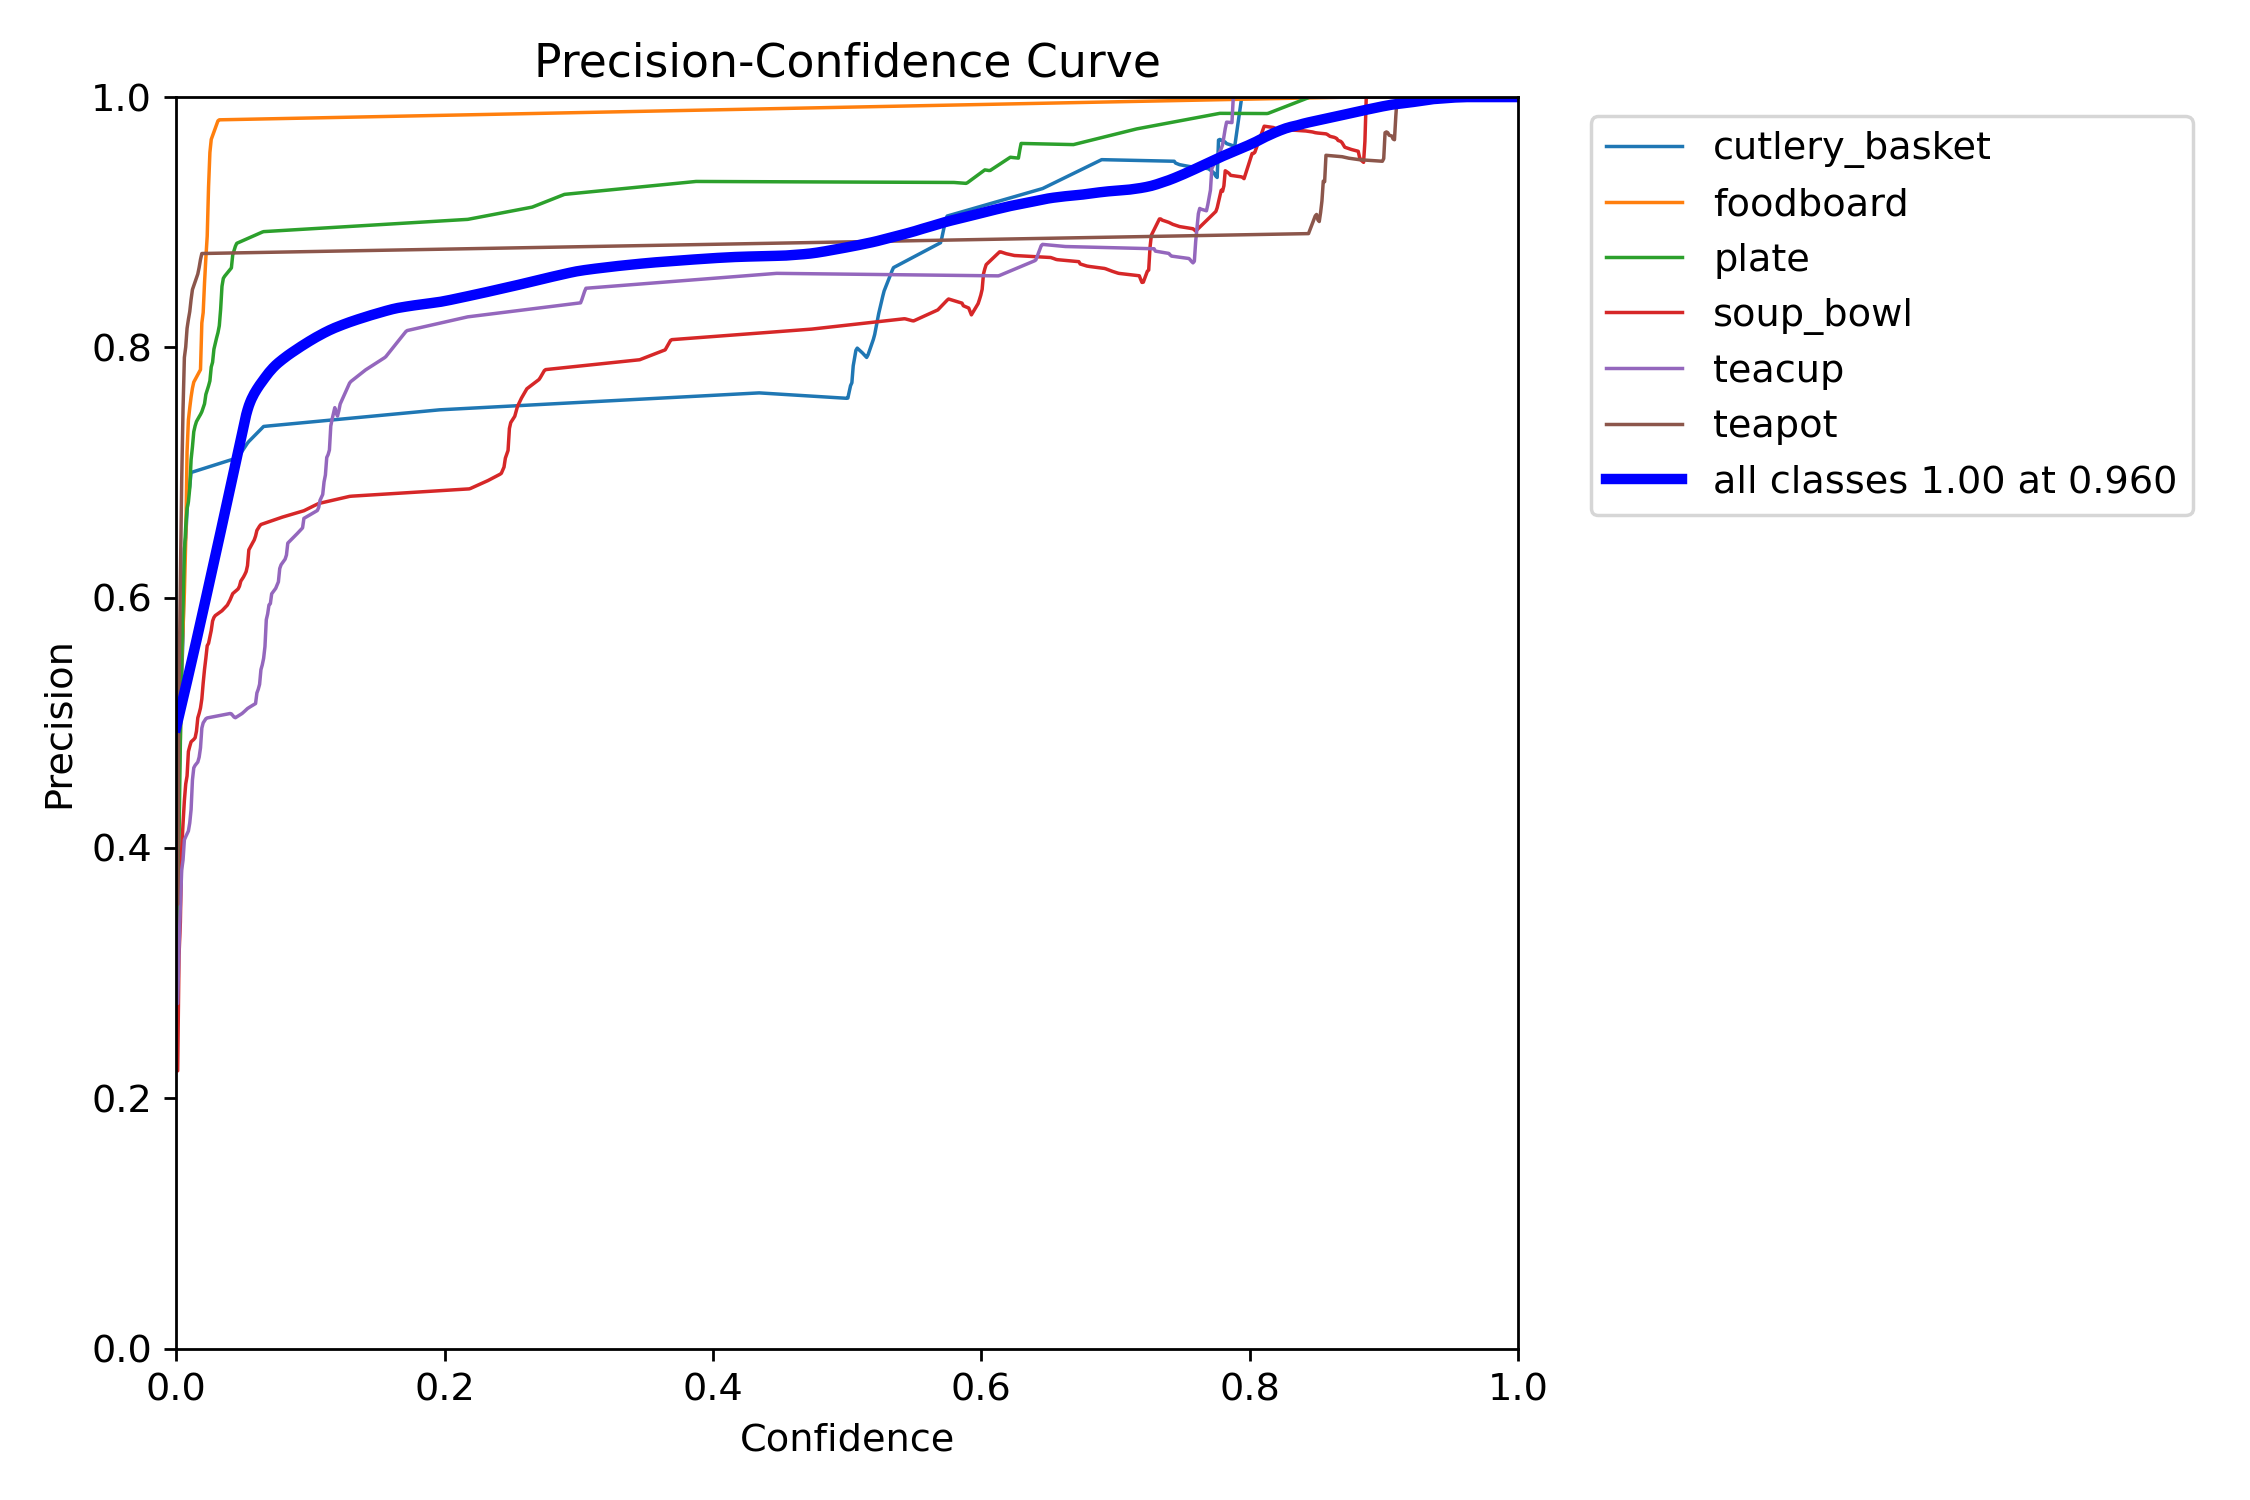 Precision-Confidence Curve
1.0
0.8
0.6
0.4
0.2
0.0
Precision
0.0 0.2 0.4 0.6 0.8 1.0
Confidence
cutlery_basket
foodboard
plate
soup_bowl
teacup
teapot
all classes 1.00 at 0.960